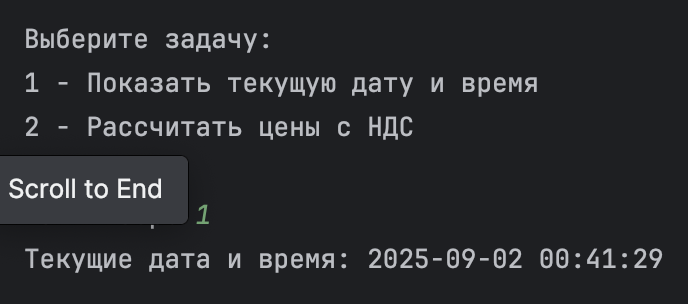 Выберите задачу:
1 - Показать текущую дату и время
2 - Рассчитать цены с НДС
Scroll to End
1
Текущие дата и время: 2025-09-02 00:41:29